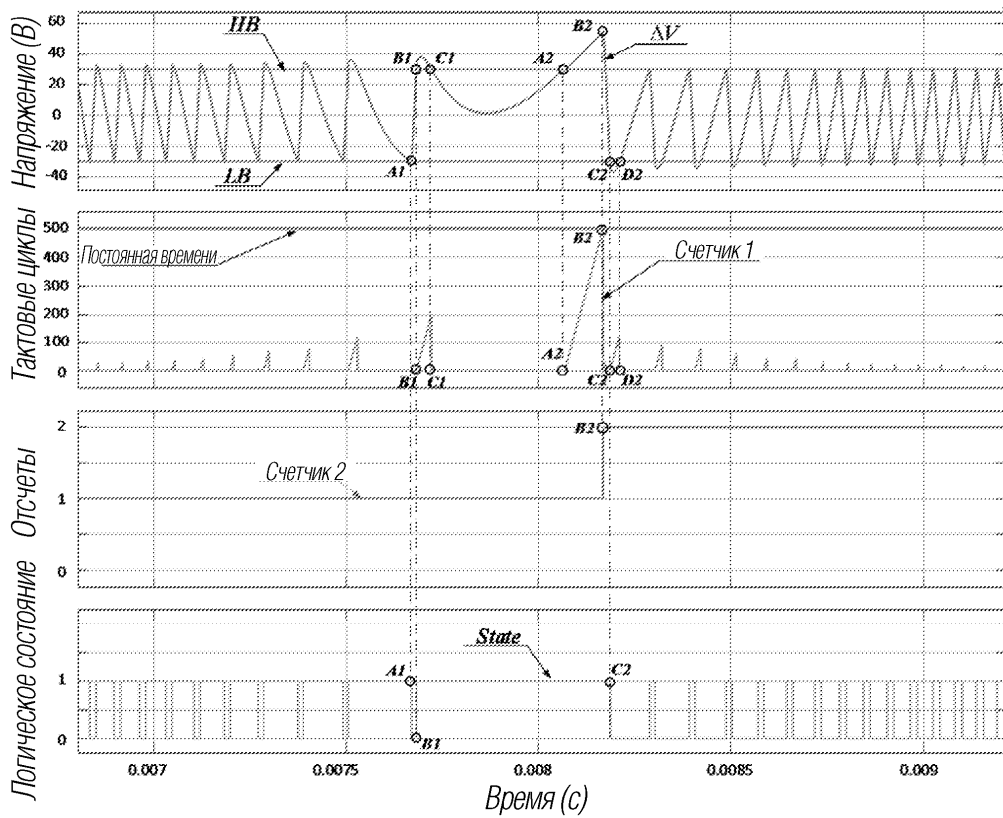 Напряжение (В)
60
40
20
0
-20
-40
HB
LB
B1
C1
A1
A2
B2
ΔV
C2
D2
Тактовые циклы
500
400
300
200
100
0
Постоянная времени
B1
C1
A2
B2
Счетчик 1
C2
D2
Отсчеты
2
1
0
Счетчик 2
B2
Логическое состояние
1
0
A1
B1
State
C2
0.007
0.0075
0.008
0.0085
0.009
Время (с)